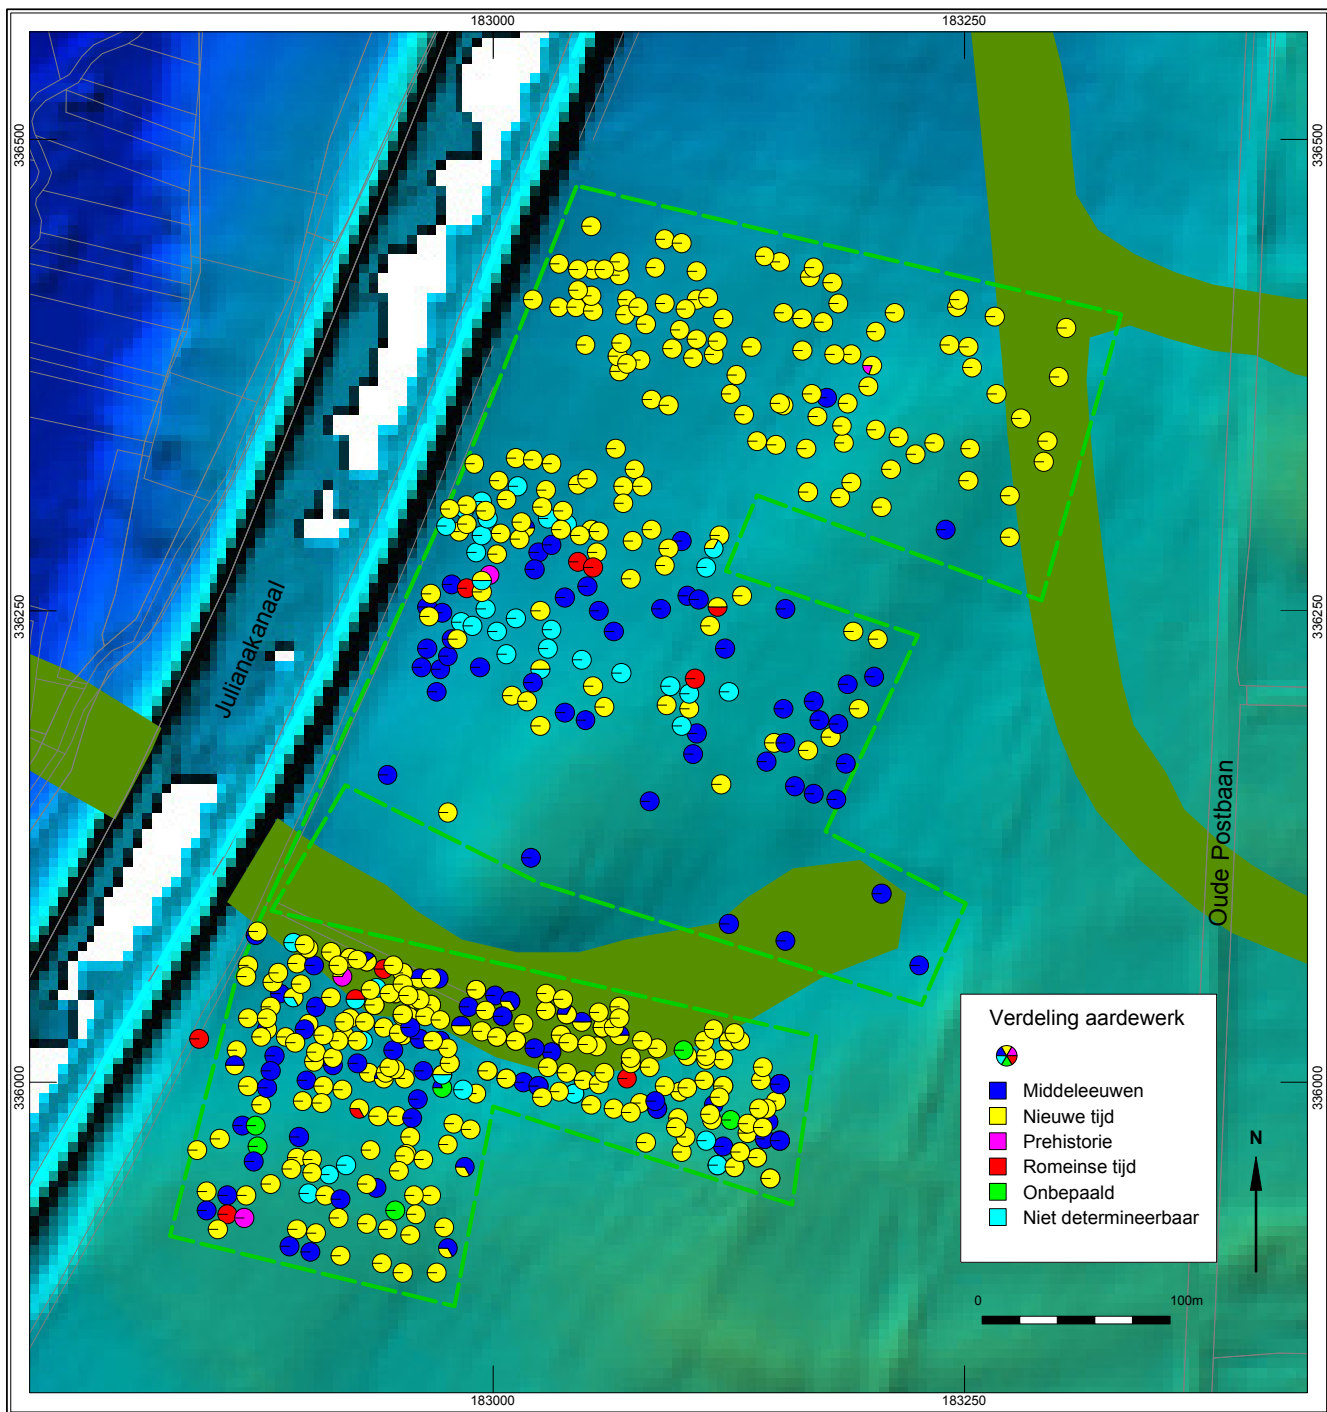 183000
183250
336500
336500
336250
336250
Julianakanaal
Oude Postbaan
336000
336000
Verdeling aardewerk
Middeleeuwen
Nieuwe tijd
Prehistorie
Romeinse tijd
Onbepaald
Niet determineerbaar
N
0
100m
183000
183250